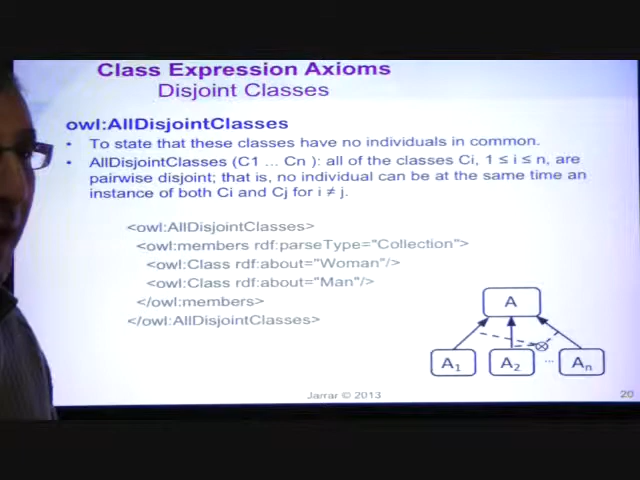 Class Expression Axioms
Disjoint Classes
owl:AllDisjointClasses
• To state that these classes have no individuals in common.
• AllDisjointClasses (C1 ... Cn ): all of the classes Ci, 1 ≤ i ≤ n, are
pairwise disjoint; that is, no individual can be at the same time an
instance of both Ci and Cj for i ≠ j.
<owl:AllDisjointClasses>
<owl:members rdf:parseType="Collection">
<owl:Class rdf:about="Woman"/>
<owl:Class rdf:about="Man"/>
</owl:members>
</owl:AllDisjointClasses>
A
A1 A2 ... An
Jarrar © 2013 20